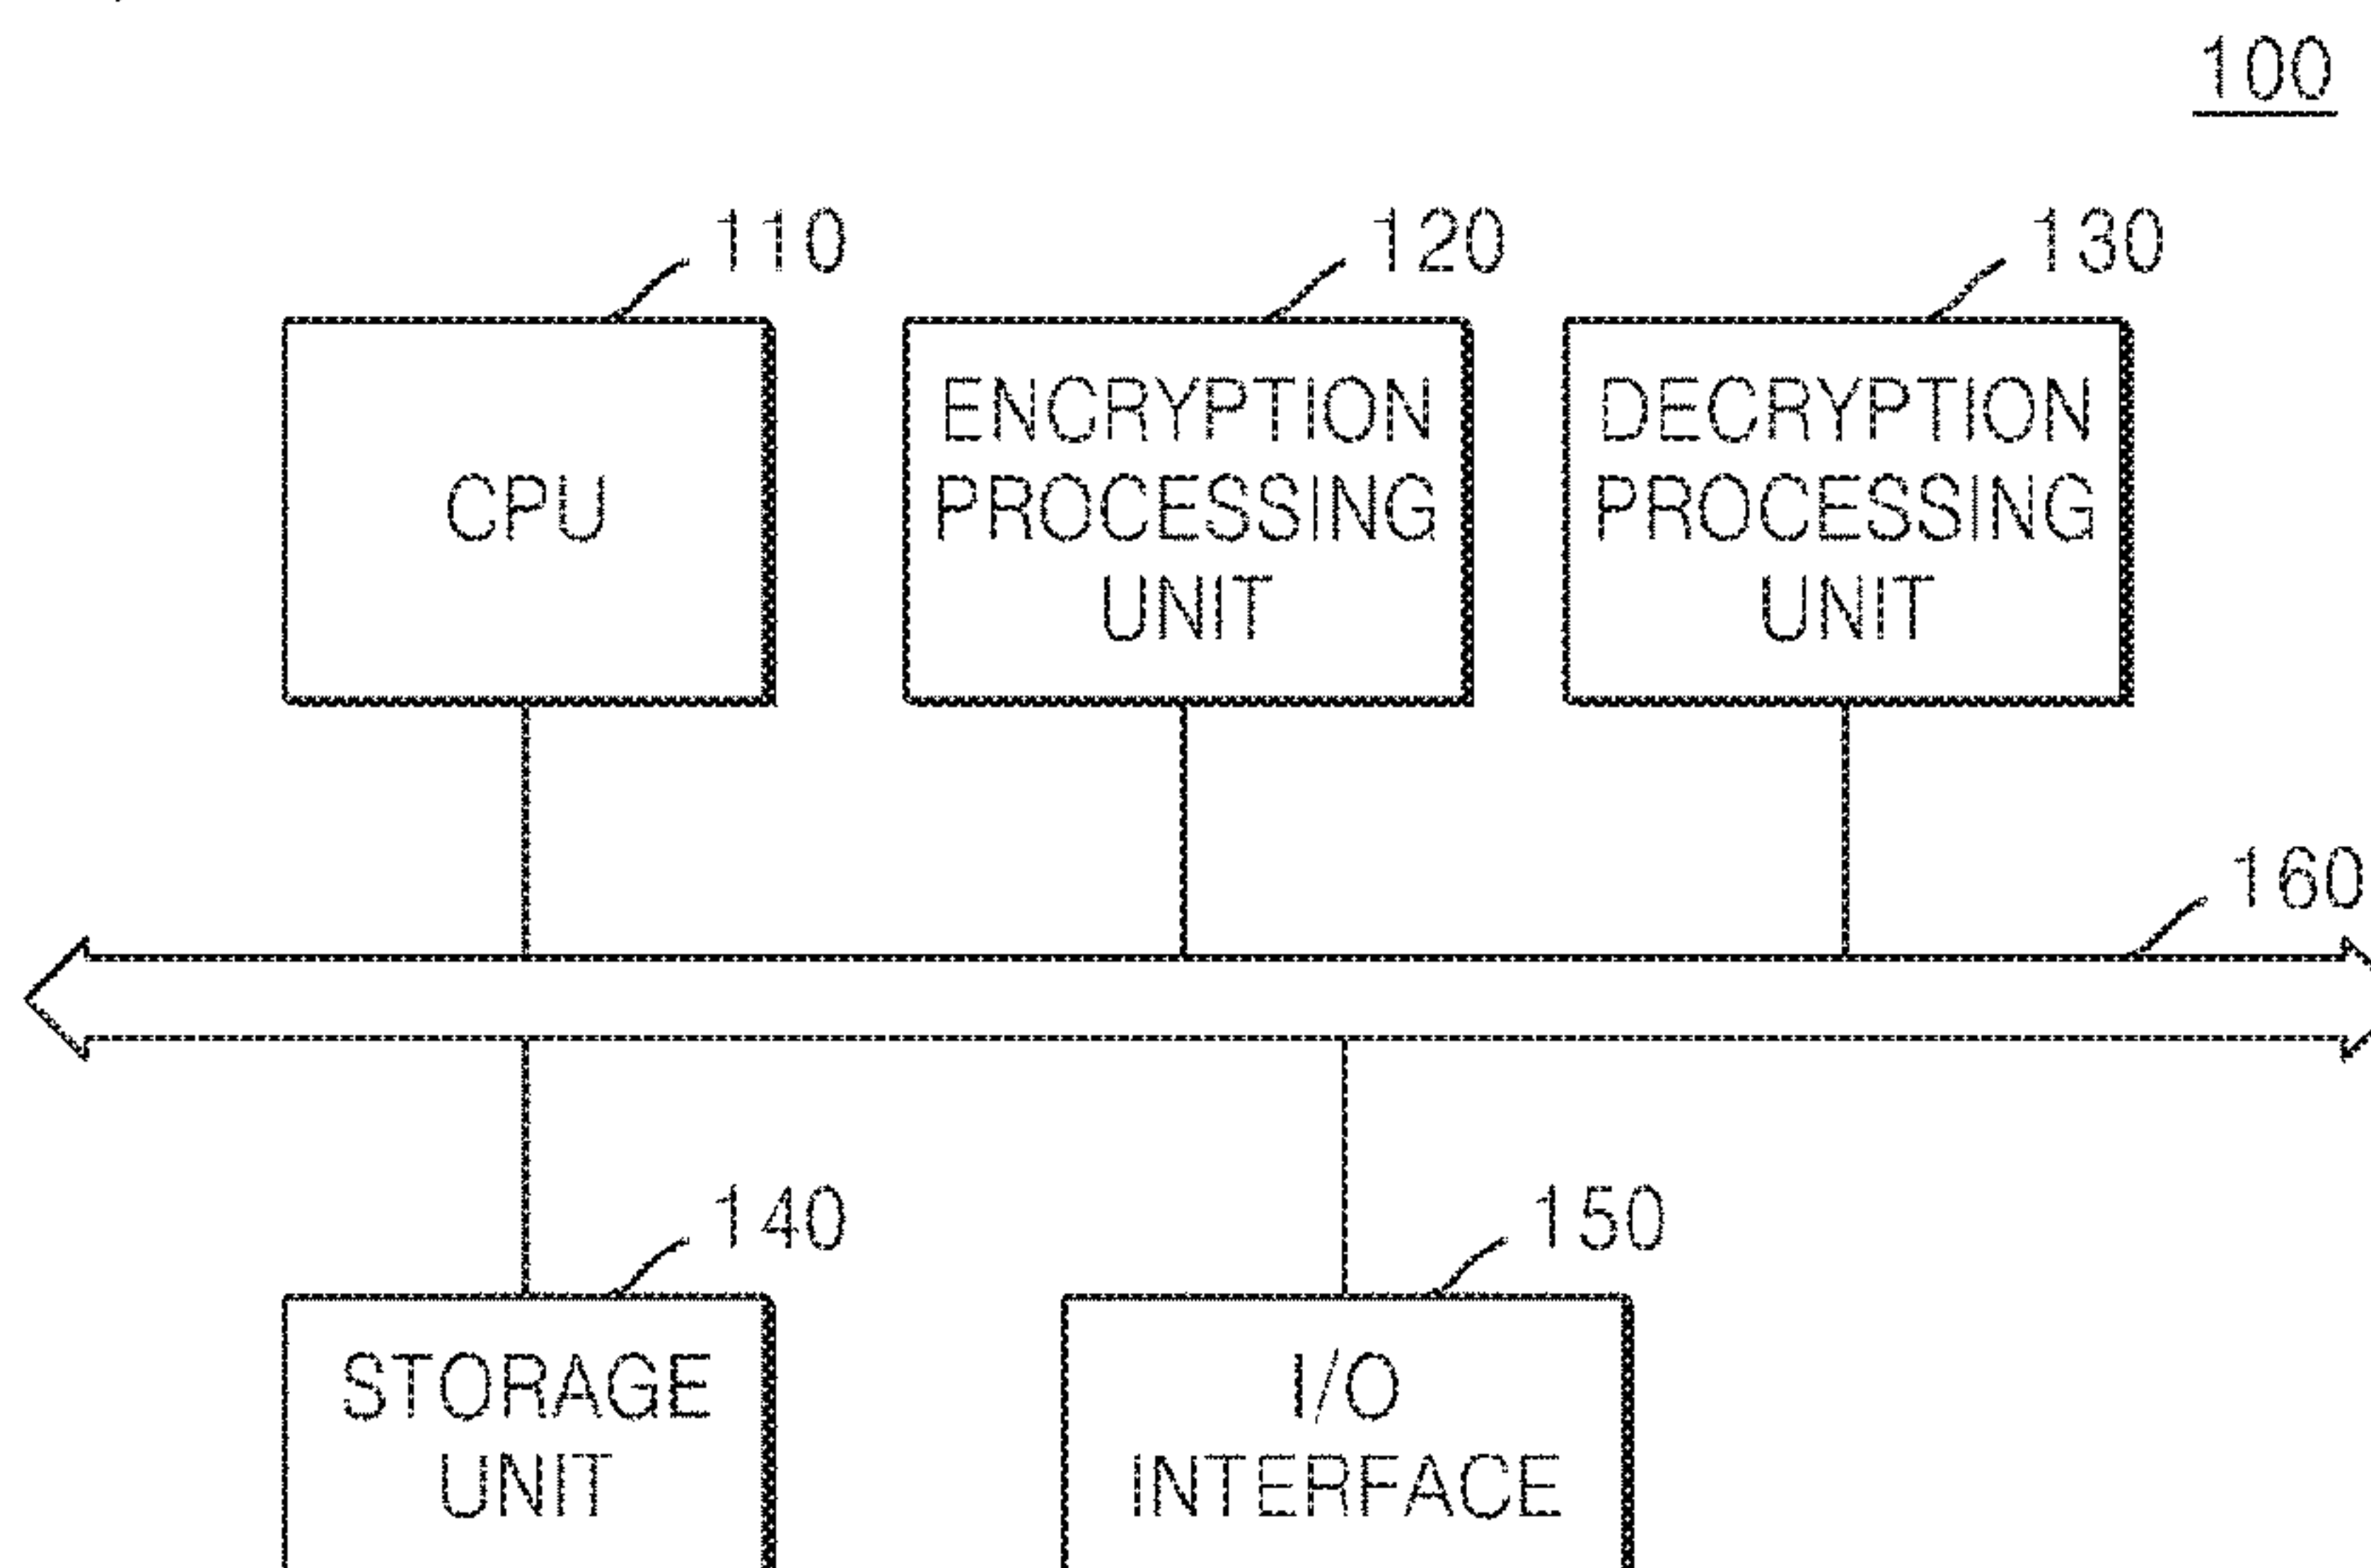 100
110
120
130
CPU
ENCRYPTION
PROCESSING
UNIT
DECRYPTION
PROCESSING
UNIT
160
140
150
STORAGE
UNIT
I/O
INTERFACE